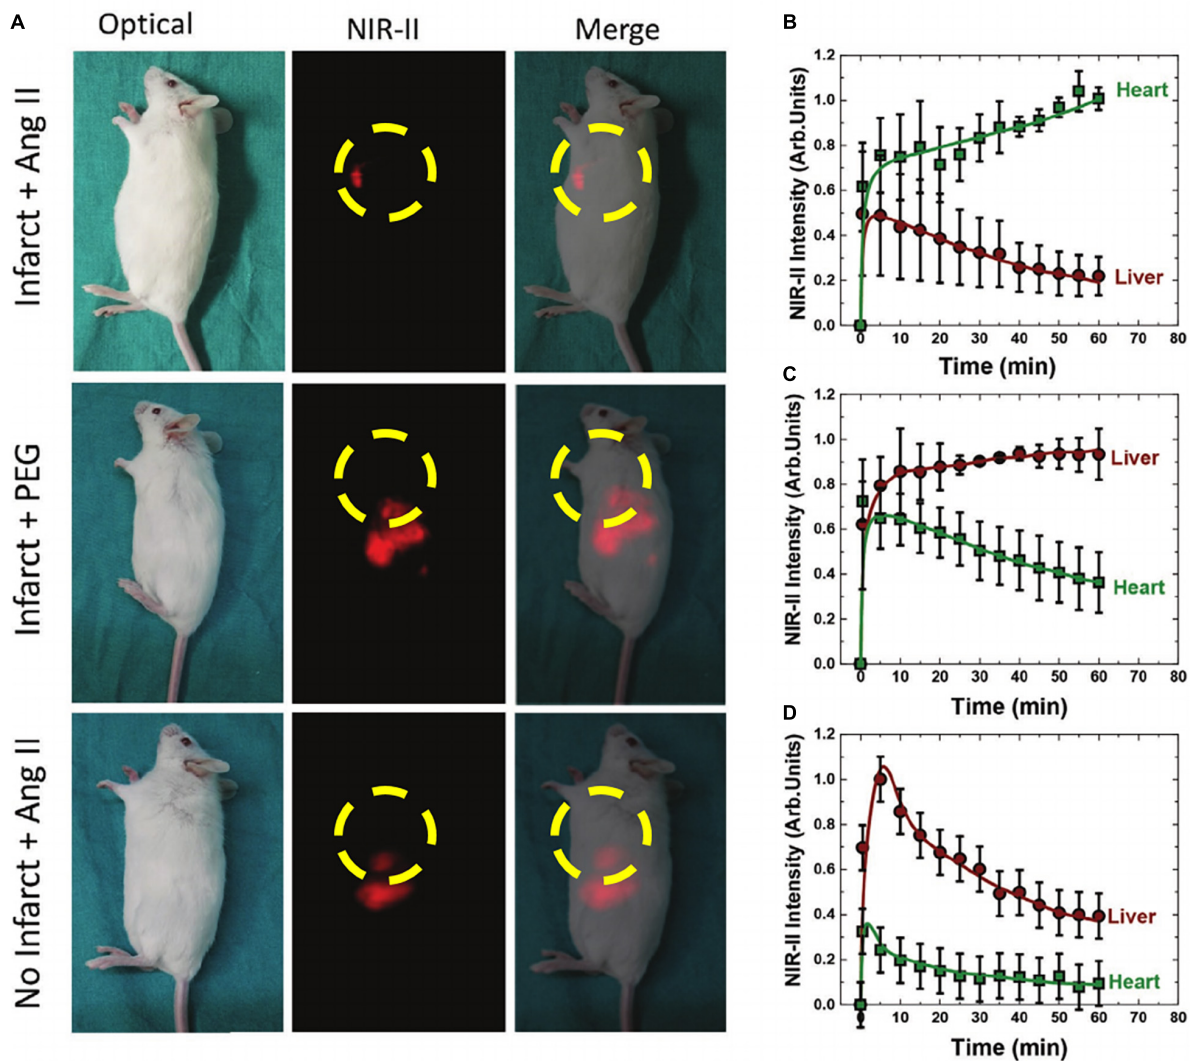 A
Optical NIR-II Merge
Infarct + Ang II
Infarct + PEG
No Infarct + Ang II
B
NIR-II Intensity (Arb.Units)
1.2
1.0
0.8
0.6
0.4
0.2
0.0
Heart
Liver
0 10 20 30 40 50 60 70 80
Time (min)
C
NIR-II Intensity (Arb.Units)
1.2
1.0
0.8
0.6
0.4
0.2
0.0
Liver
Heart
0 10 20 30 40 50 60 70 80
Time (min)
D
NIR-II Intensity (Arb.Units)
1.2
1.0
0.8
0.6
0.4
0.2
0.0
Liver
Heart
0 10 20 30 40 50 60 70 80
Time (min)